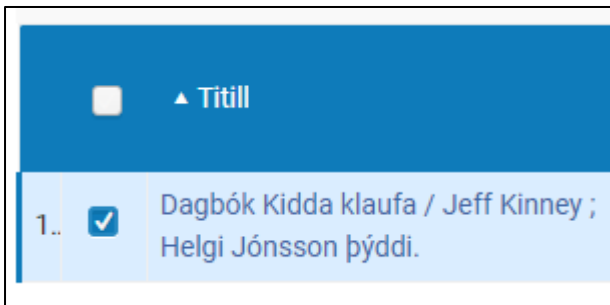 ▲ Titill
1..
Dagbók Kidda klaufa / Jeff Kinney ;
Helgi Jónsson þýddi.